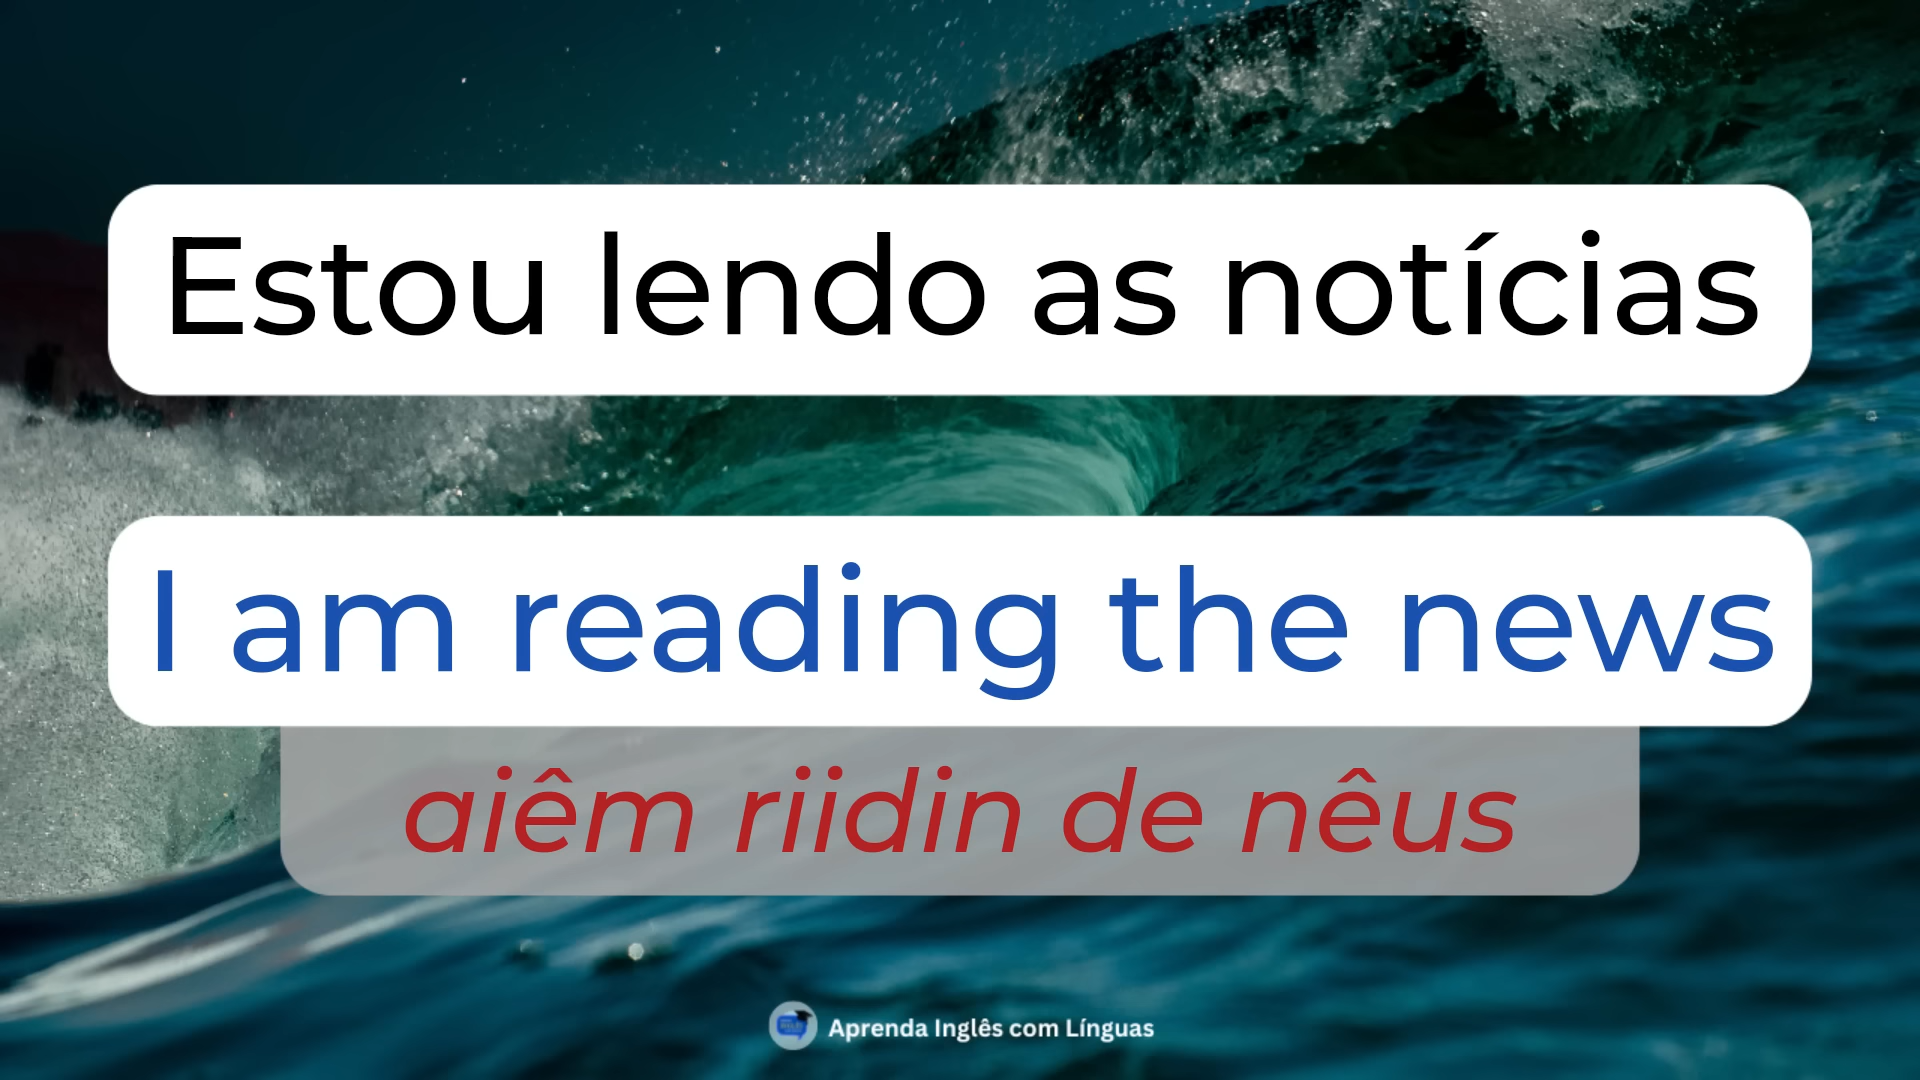 Estou lendo as notícias
I am reading the news
aiêm riidin de nêus
Aprenda Inglês com Línguas